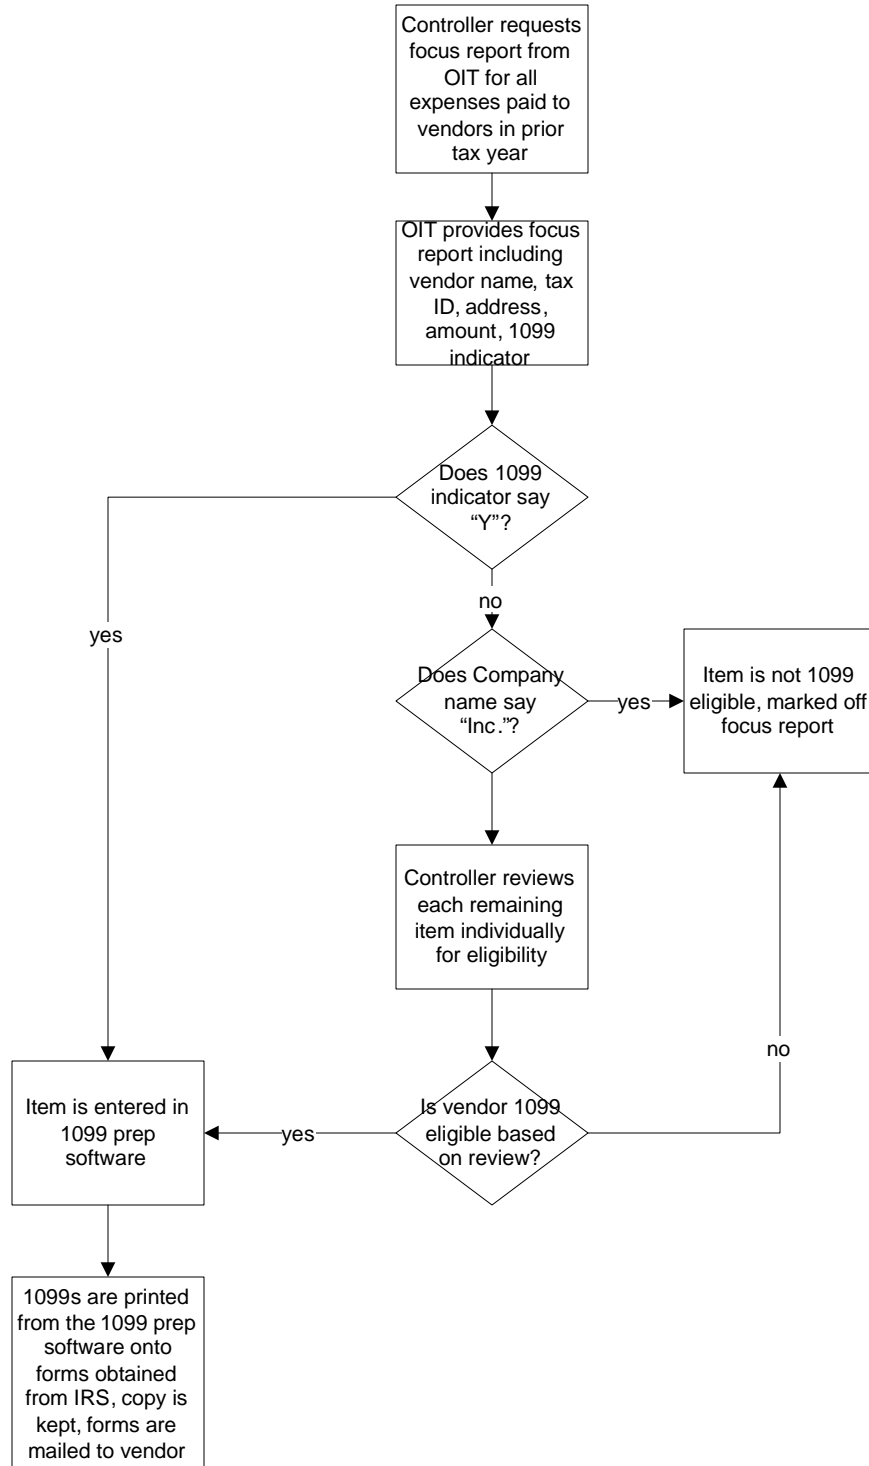 Controller requests
focus report from
OIT for all
expenses paid to
vendors in prior
tax year
OIT provides focus
report including
vendor name, tax
ID, address,
amount, 1099
indicator
Does 1099
indicator say
“Y”?
no
yes
Does Company
name say
“Inc.”?
yes
Item is not 1099
eligible, marked off
focus report
Controller reviews
each remaining
item individually
for eligibility
no
Is vendor 1099
eligible based
on review?
yes
Item is entered in
1099 prep
software
1099s are printed
from the 1099 prep
software onto
forms obtained
from IRS, copy is
kept, forms are
mailed to vendor